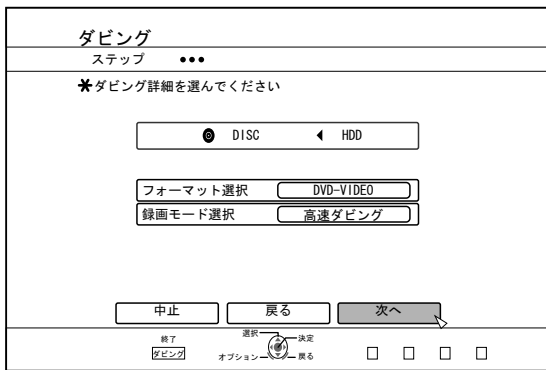 ダビング
ステップ ●●●
*ダビング詳細を選んでください
DISC ◀ HDD
フォーマット選択 DVD-VIDEO
録画モード選択 高速ダビング
中止 戻る 次へ
終了
ダビング
選択
決定
オプション
戻る